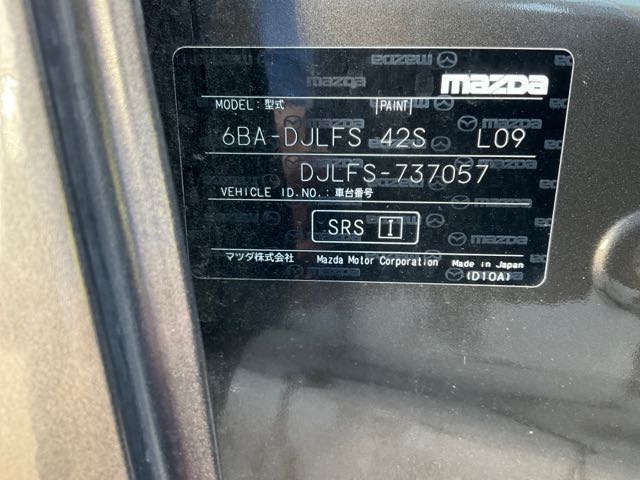 mazda
MODEL:型式 PAINT
6BA-DJLFS 42S L09
DJLFS-737057
VEHICLE ID.NO.:車台番号
SRS I
マツダ株式会社 Mazda Motor Corporation Made in Japan
(D10A)